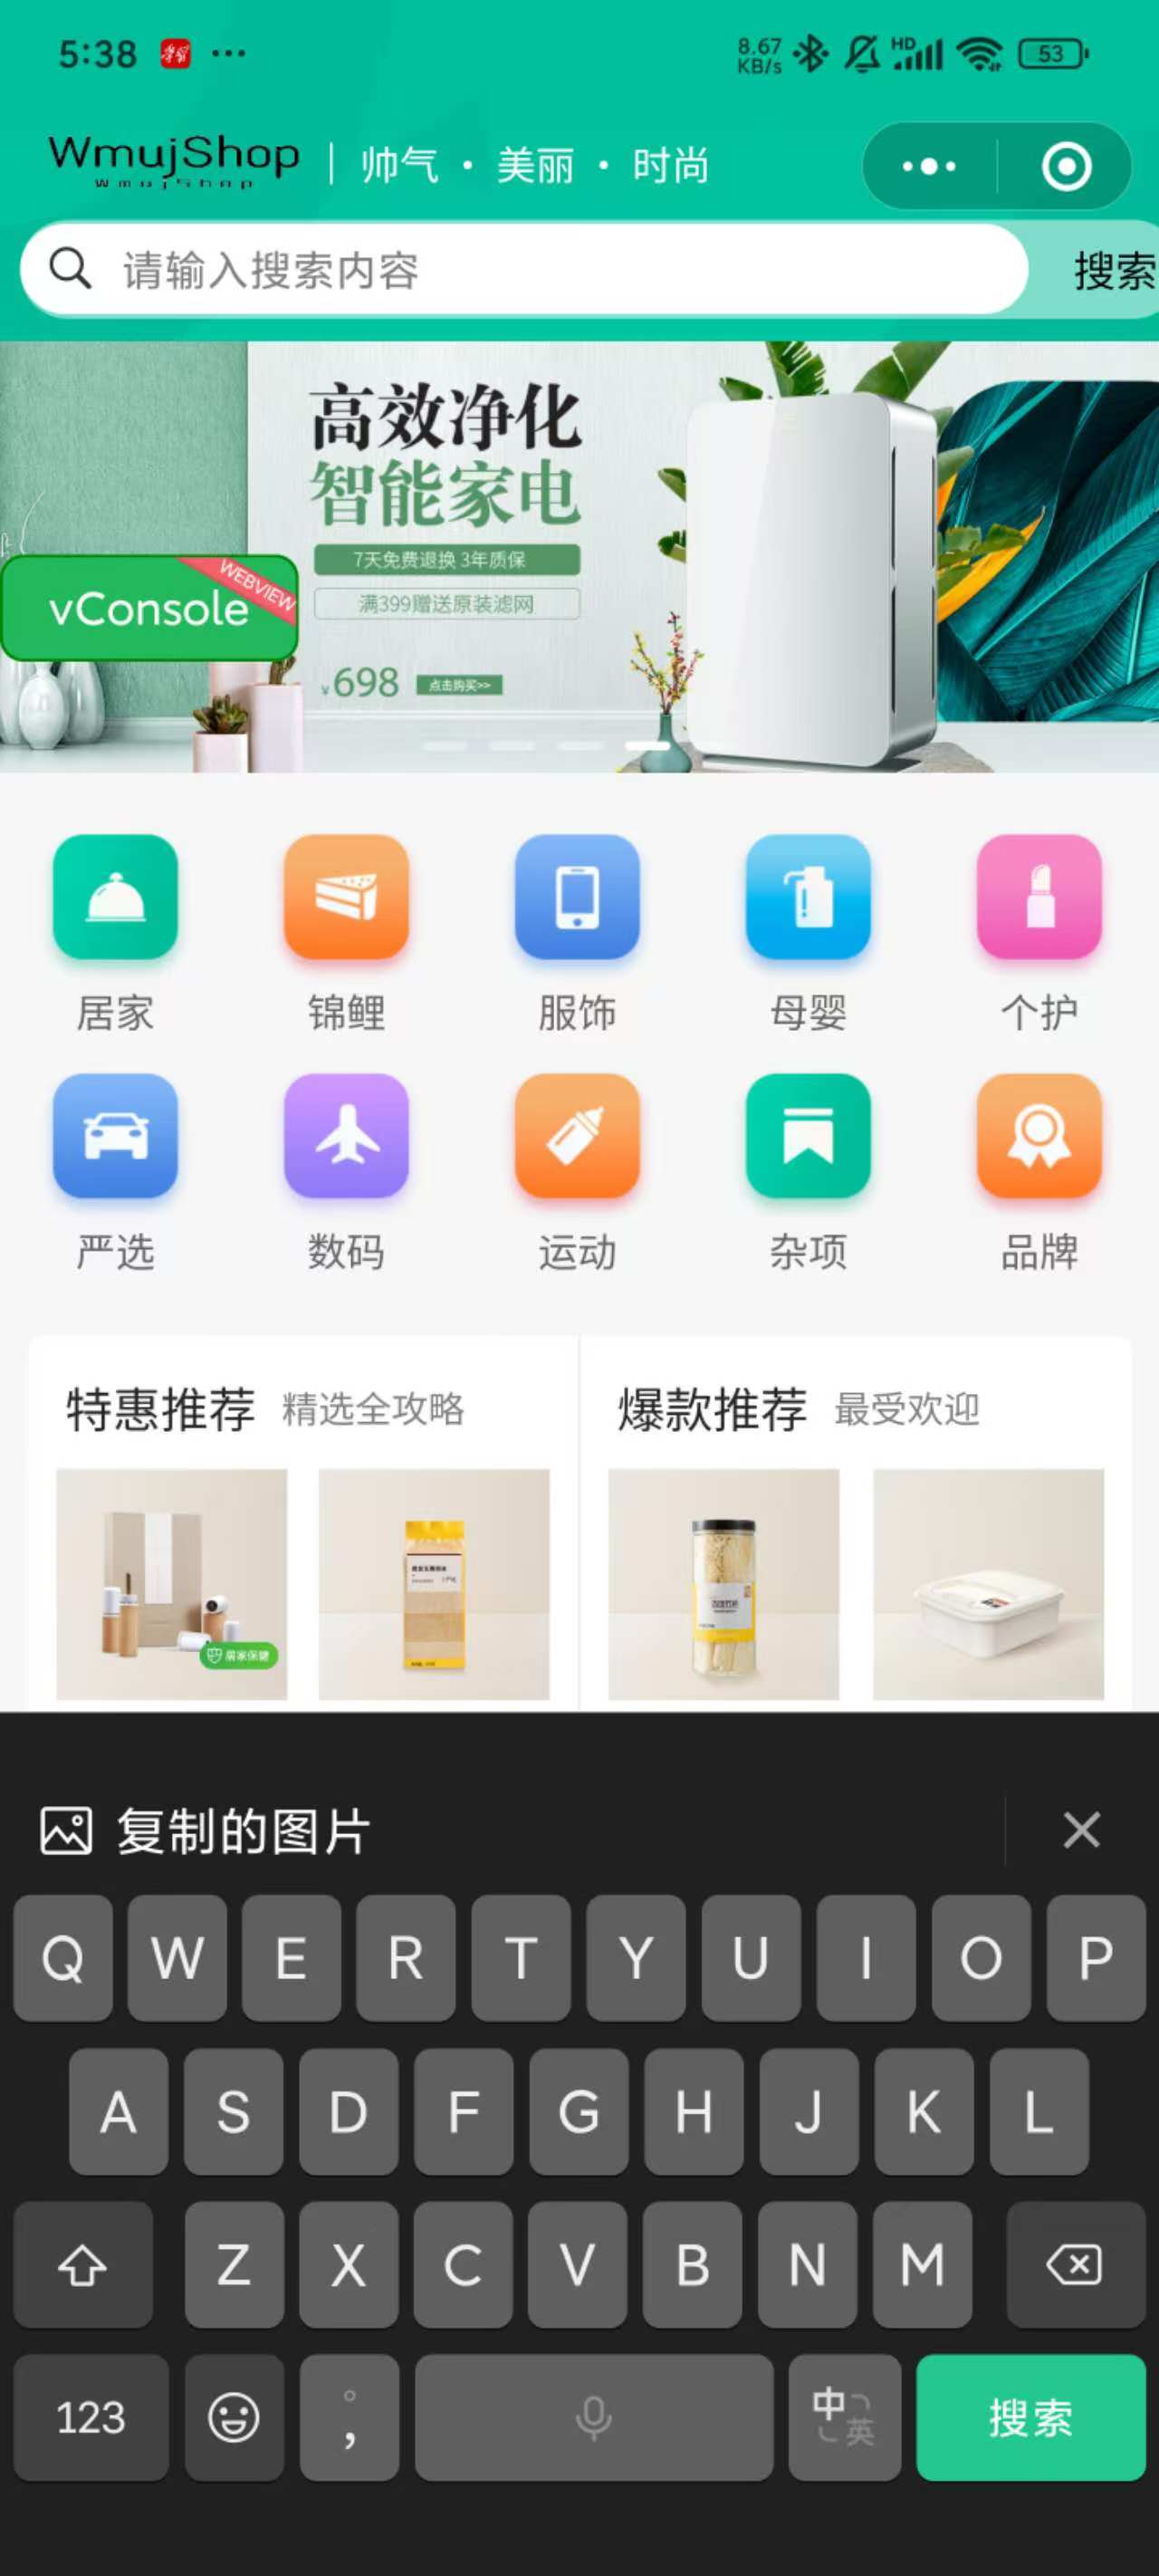 5:38
8.67
KB/s
HD
53
WmujShop
WmujShop
帅气 · 美丽 · 时尚
请输入搜索内容
搜索
高效净化
智能家电
7天免费退换 3年质保
满399赠送原装滤网
¥698 点击购买>>
WEBVIEW
vConsole
居家 锦鲤 服饰 母婴 个护
严选 数码 运动 杂项 品牌
特惠推荐 精选全攻略
爆款推荐 最受欢迎
居家保健
复制的图片
Q W E R T Y U I O P
A S D F G H J K L
Z X C V B N M
123 。 , 中 英 搜索